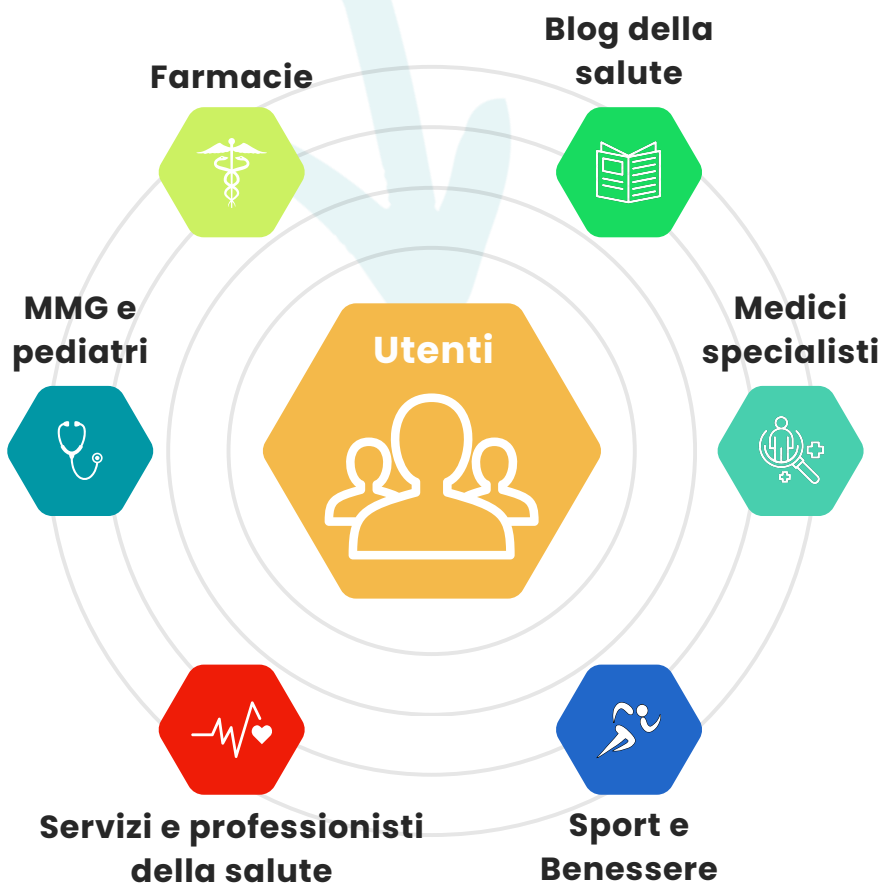 Blog della
salute
Farmacie
MMG e
pediatri
Medici
specialisti
Utenti
Servizi e professionisti
della salute
Sport e
Benessere